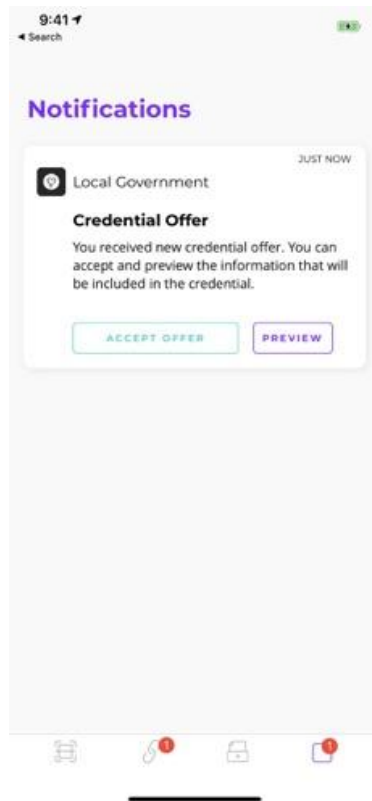 9:41
Search
Notifications
JUST NOW
Local Government
Credential Offer
You received new credential offer. You can
accept and preview the information that will
be included in the credential.
ACCEPT OFFER
PREVIEW
1
1